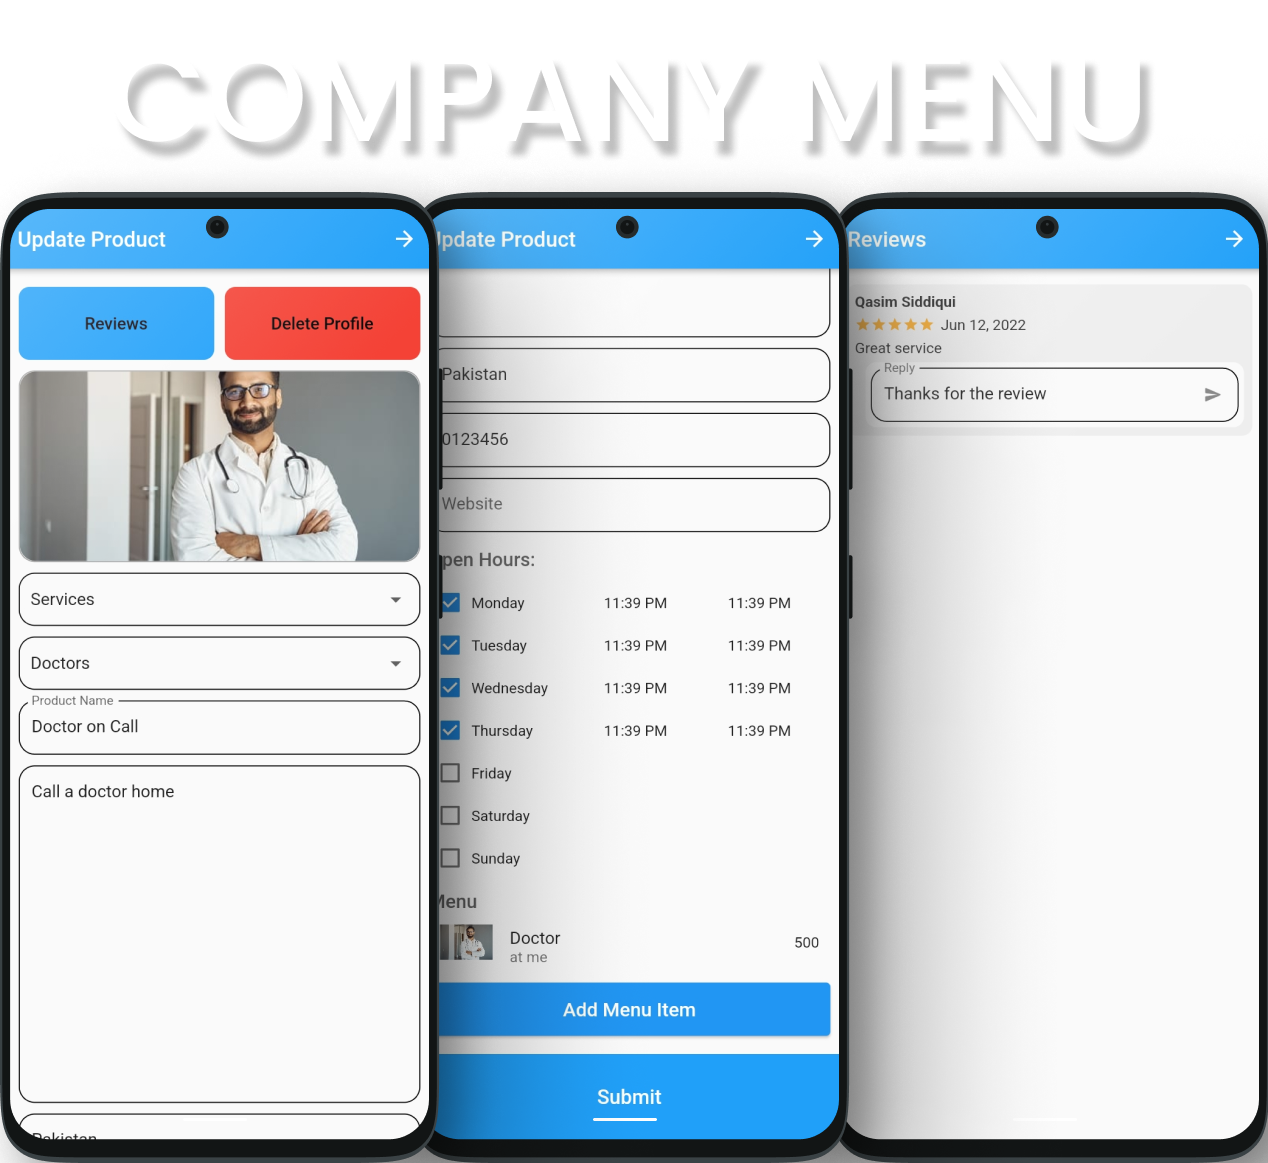 COMPANY MENU
Update Product
Reviews
Delete Profile
Services
Doctors
Product Name
Doctor on Call
Call a doctor home
Pakistan
Update Product
Pakistan
0123456
Website
Open Hours:
Monday 11:39 PM 11:39 PM
Tuesday 11:39 PM 11:39 PM
Wednesday 11:39 PM 11:39 PM
Thursday 11:39 PM 11:39 PM
Friday
Saturday
Sunday
Menu
Doctor 500
at me
Add Menu Item
Submit
Reviews
Qasim Siddiqui
Jun 12, 2022
Great service
Reply
Thanks for the review